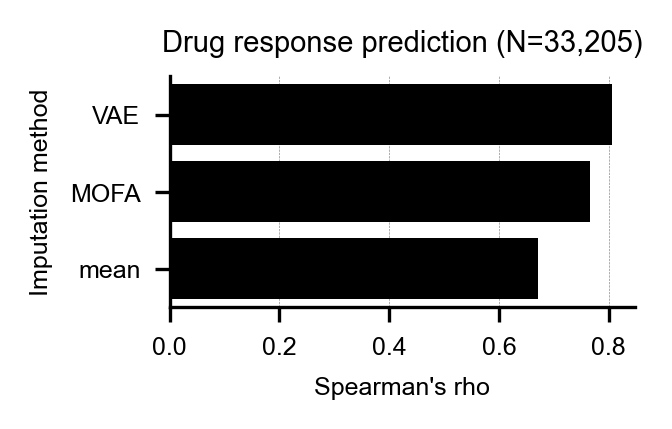 Drug response prediction (N=33,205)
Imputation method
VAE
MOFA
mean
0.0 0.2 0.4 0.6 0.8
Spearman's rho